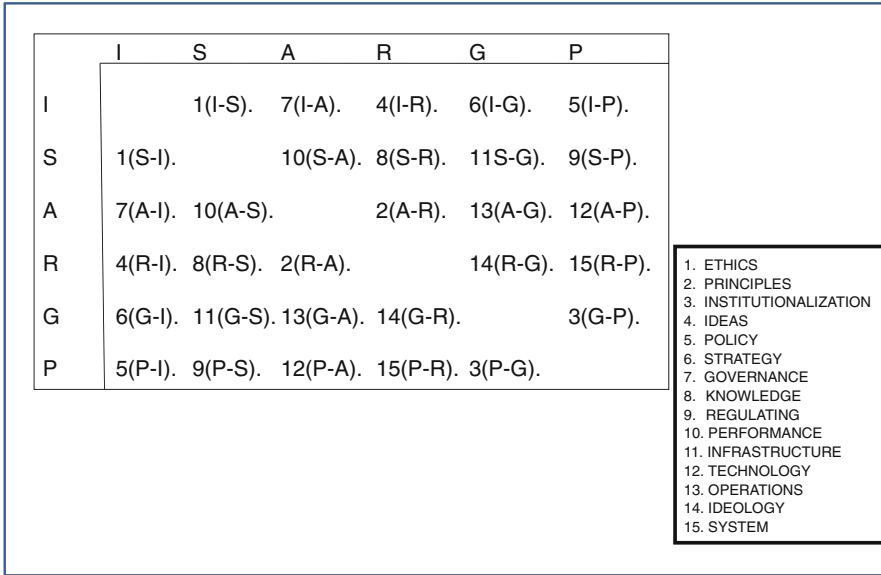 I S A R G P
I 1(I-S). 7(I-A). 4(I-R). 6(I-G). 5(I-P).
S 1(S-I). 10(S-A). 8(S-R). 11S-G). 9(S-P).
A 7(A-I). 10(A-S). 2(A-R). 13(A-G). 12(A-P).
R 4(R-I). 8(R-S). 2(R-A). 14(R-G). 15(R-P).
G 6(G-I). 11(G-S). 13(G-A). 14(G-R). 3(G-P).
P 5(P-I). 9(P-S). 12(P-A). 15(P-R). 3(P-G).
1. ETHICS
2. PRINCIPLES
3. INSTITUTIONALIZATION
4. IDEAS
5. POLICY
6. STRATEGY
7. GOVERNANCE
8. KNOWLEDGE
9. REGULATING
10. PERFORMANCE
11. INFRASTRUCTURE
12. TECHNOLOGY
13. OPERATIONS
14. IDEOLOGY
15. SYSTEM